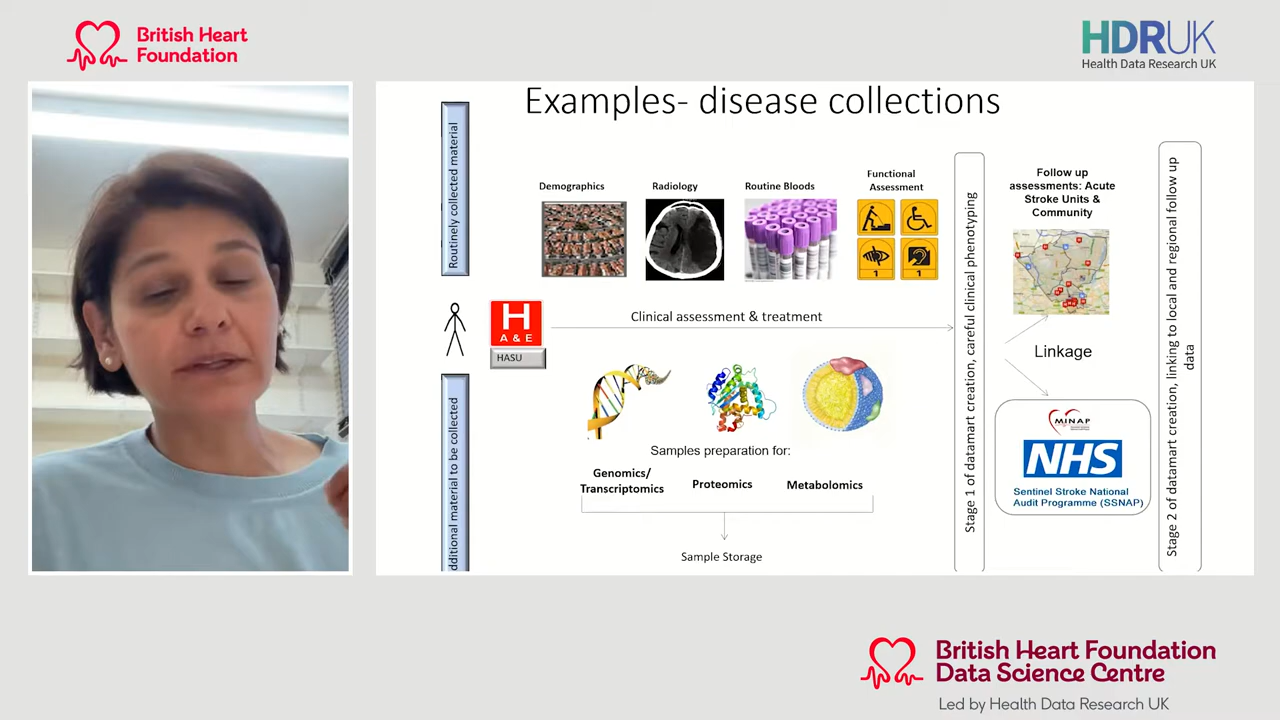 British Heart
Foundation
HDRUK
Health Data Research UK
Examples- disease collections
Routinely collected material
Demographics
Radiology
Routine Bloods
Functional
Assessment
1
1
H
A & E
HASU
Clinical assessment & treatment
dditional material to be collected
Samples preparation for:
Genomics/
Transcriptomics
Proteomics
Metabolomics
Sample Storage
Stage 1 of datamart creation, careful clinical phenotyping
Follow up
assessments: Acute
Stroke Units &
Community
Linkage
MINAP
NHS
Sentinel Stroke National
Audit Programme (SSNAP)
Stage 2 of datamart creation, linking to local and regional follow up
data
British Heart Foundation
Data Science Centre
Led by Health Data Research UK